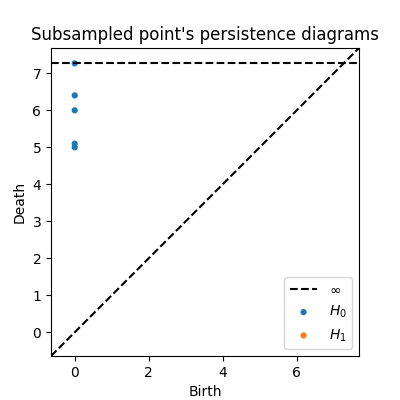 Subsampled point's persistence diagrams
Death
7
6
5
4
3
2
1
0
0 2 4 6
Birth
∞
H₀
H₁